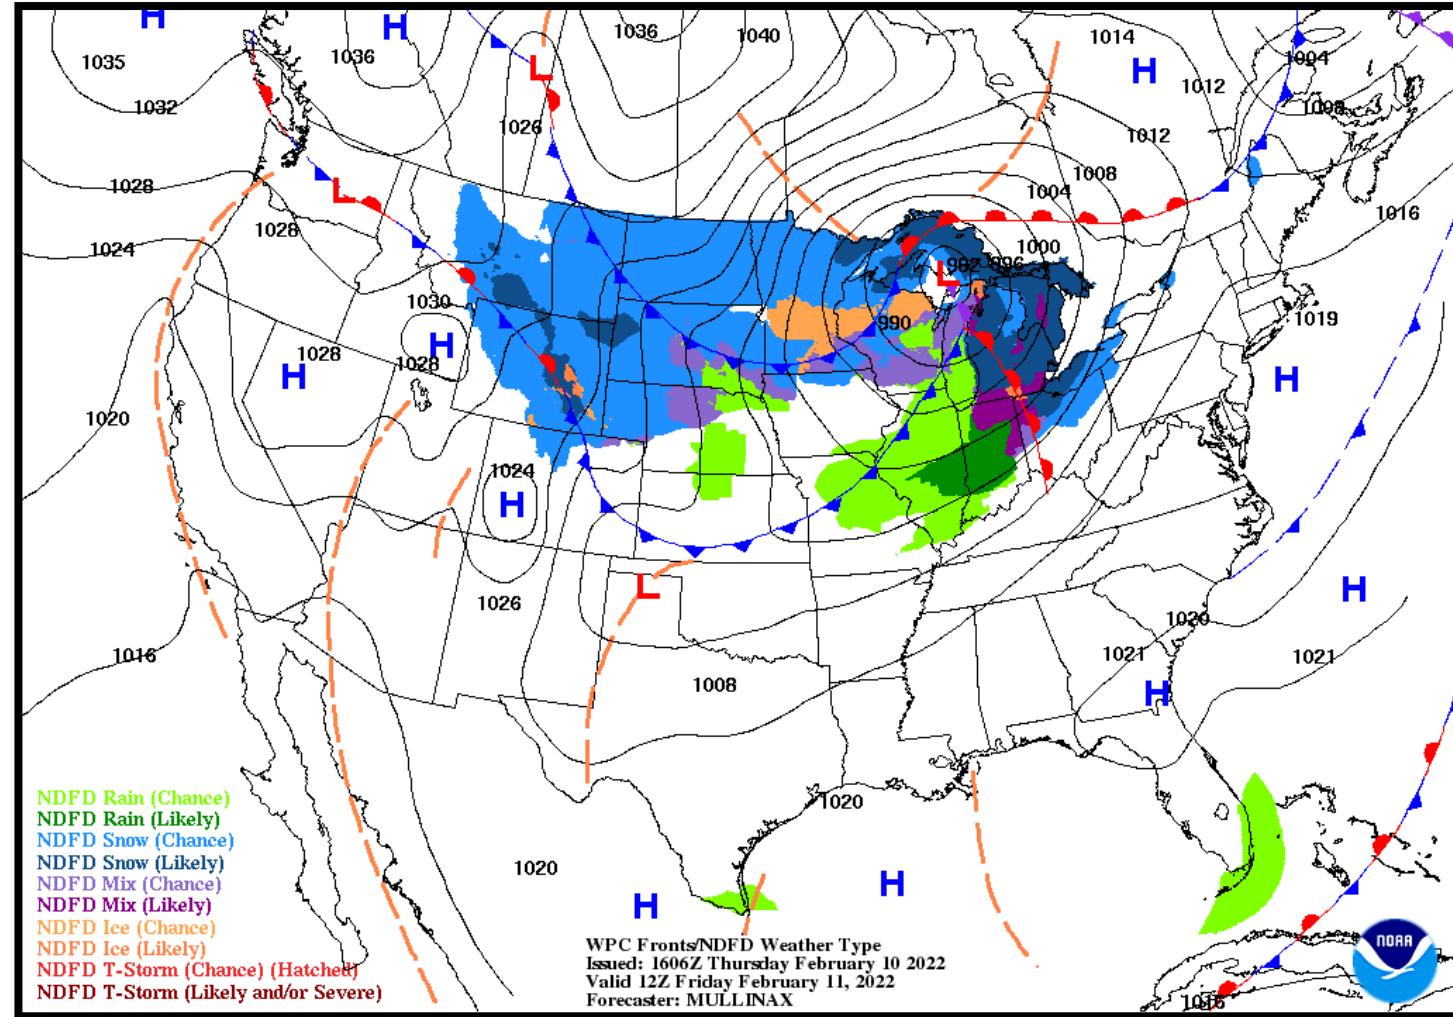 H
H
1036
1040
1014
1035
1036
H
1004
L
H
1032
1026
1012
1008
1012
1028
L
1008
1004
1016
1028
1024
1000
L
996
1030
990
1019
H
1028
1028
H
H
1020
1024
H
H
L
1026
1020
1016
1021
1021
1008
H
1020
1020
H
H
1016
NDFD Rain (Chance)
NDFD Rain (Likely)
NDFD Snow (Chance)
NDFD Snow (Likely)
NDFD Mix (Chance)
NDFD Mix (Likely)
NDFD Ice (Chance)
NDFD Ice (Likely)
NDFD T-Storm (Chance) (Hatched)
NDFD T-Storm (Likely and/or Severe)
WPC Fronts/NDFD Weather Type
Issued: 1606Z Thursday February 10 2022
Valid 12Z Friday February 11, 2022
Forecaster: MULLINAX
NOAA